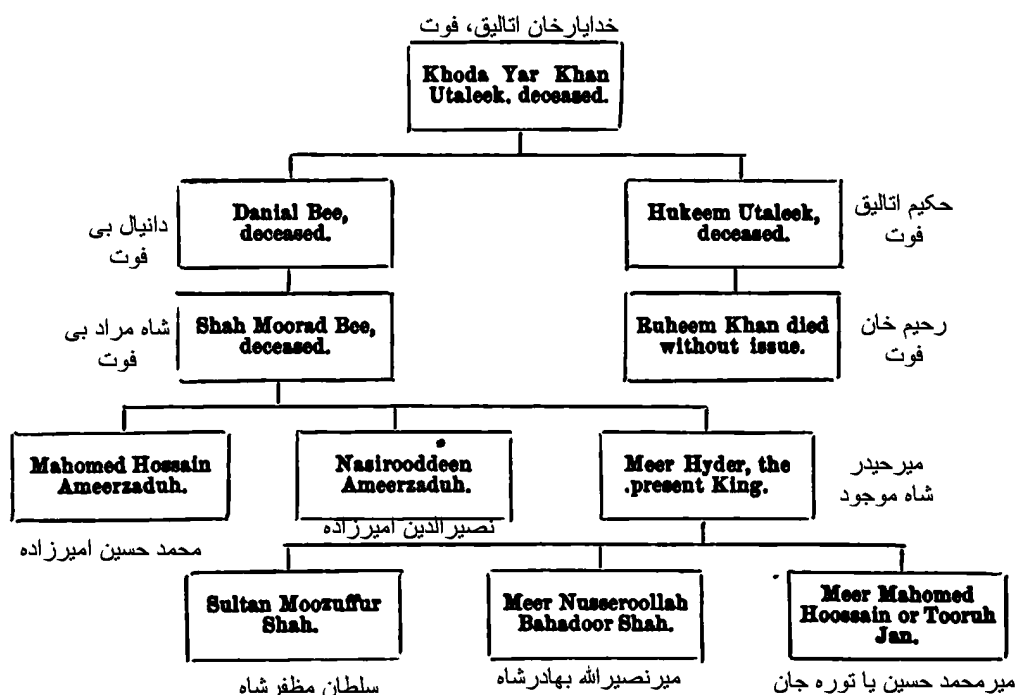 خدایارخان اتالیق، فوت
Khoda Yar Khan
Utaleek. deceased.
Danial Bee,
deceased.
دانیال بی
فوت
Hukeem Utaleek,
deceased.
حکیم اتالیق
فوت
Shah Moorad Bee,
deceased.
شاه مراد بی
فوت
Ruheem Khan died
without issue.
رحیم خان
فوت
Mahomed Hossain
Ameerzaduh.
محمد حسین امیرزاده
Nasirooddeen
Ameerzaduh.
نصیرالدین امیرزاده
Meer Hyder, the
present King.
میرحیدر
شاه موجود
Sultan Moozuffur
Shah.
سلطان مظفرشاه
Meer Nusseroollah
Bahadoor Shah.
میرنصیرالله بهادرشاه
Meer Mahomed
Hoossain or Tooruh
Jan.
میرمحمد حسین یا توره جان